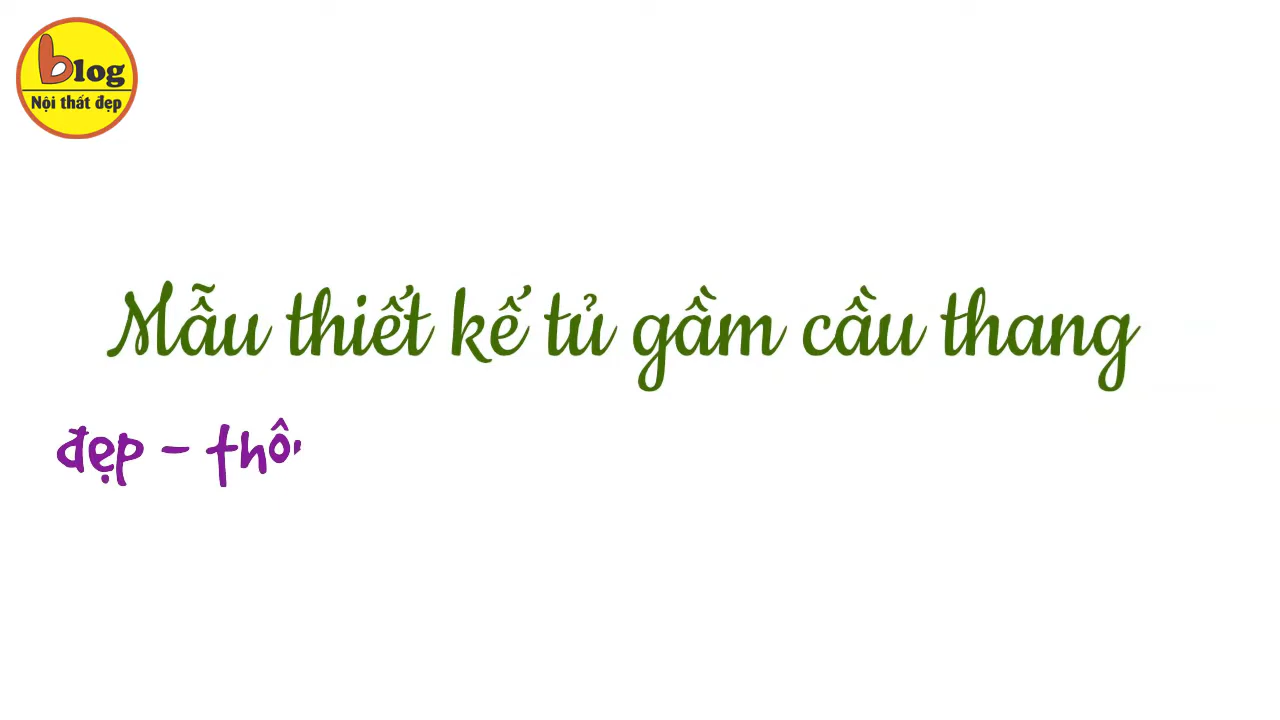 blog
Nội thất đẹp
Mẫu thiết kế tủ gầm cầu thang
đẹp - thô